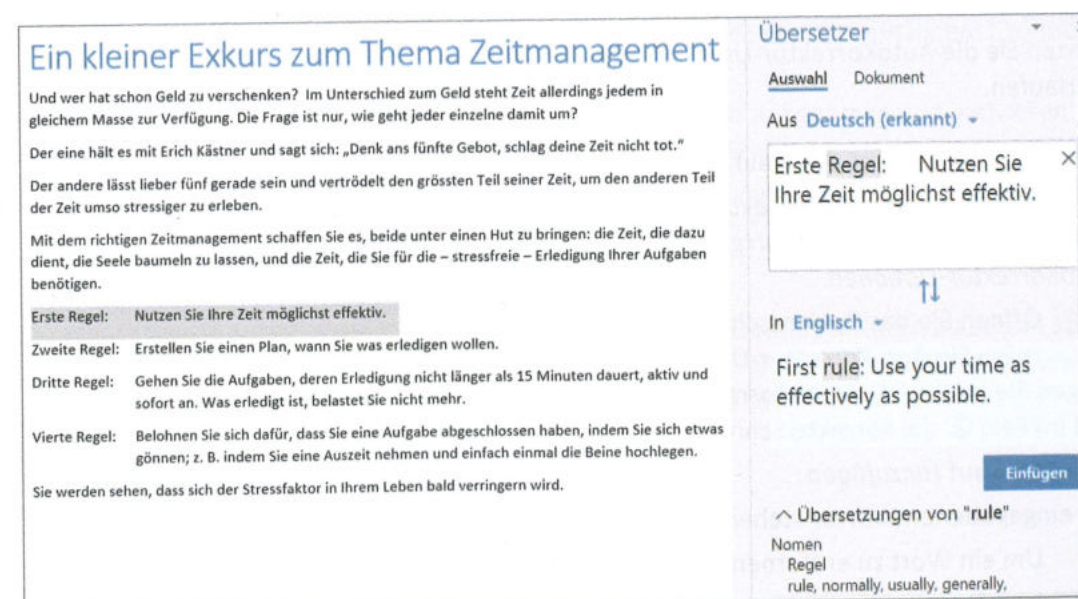 Ein kleiner Exkurs zum Thema Zeitmanagement
Und wer hat schon Geld zu verschenken? Im Unterschied zum Geld steht Zeit allerdings jedem in
gleichem Masse zur Verfügung. Die Frage ist nur, wie geht jeder einzelne damit um?
Der eine hält es mit Erich Kästner und sagt sich: „Denk ans fünfte Gebot, schlag deine Zeit nicht tot.”
Der andere lässt lieber fünf gerade sein und vertrödelt den grössten Teil seiner Zeit, um den anderen Teil
der Zeit umso stressiger zu erleben.
Mit dem richtigen Zeitmanagement schaffen Sie es, beide unter einen Hut zu bringen: die Zeit, die dazu
dient, die Seele baumeln zu lassen, und die Zeit, die Sie für die – stressfreie – Erledigung Ihrer Aufgaben
benötigen.
Erste Regel: Nutzen Sie Ihre Zeit möglichst effektiv.
Zweite Regel: Erstellen Sie einen Plan, wann Sie was erledigen wollen.
Dritte Regel: Gehen Sie die Aufgaben, deren Erledigung nicht länger als 15 Minuten dauert, aktiv und
sofort an. Was erledigt ist, belastet Sie nicht mehr.
Vierte Regel: Belohnen Sie sich dafür, dass Sie eine Aufgabe abgeschlossen haben, indem Sie sich etwas
gönnen; z. B. indem Sie eine Auszeit nehmen und einfach einmal die Beine hochlegen.
Sie werden sehen, dass sich der Stressfaktor in Ihrem Leben bald verringern wird.
Übersetzer
Auswahl Dokument
Aus Deutsch (erkannt)
Erste Regel: Nutzen Sie
Ihre Zeit möglichst effektiv.
In Englisch
First rule: Use your time as
effectively as possible.
Einfügen
Übersetzungen von "rule"
Nomen
Regel
rule, normally, usually, generally,